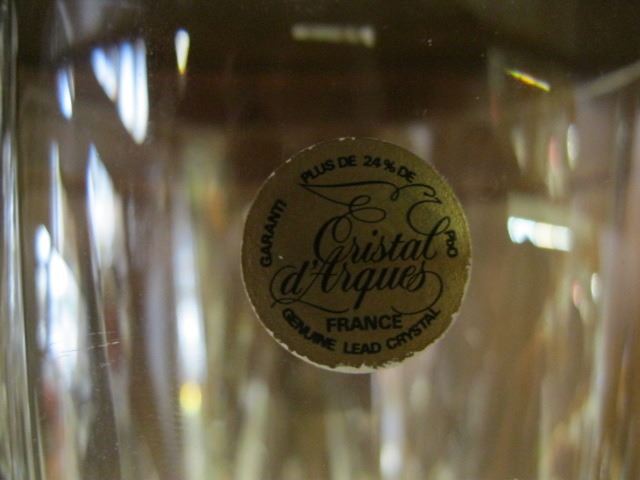 GARANTI PLUS DE 24% DE PbO
Cristal
d'Arques
FRANCE
GENUINE LEAD CRYSTAL